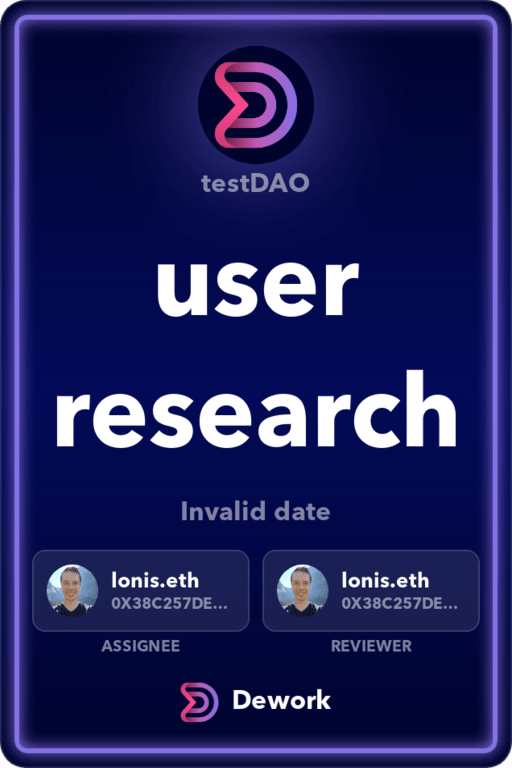 testDAO
user
research
Invalid date
lonis.eth
0X38C257DE...
lonis.eth
0X38C257DE...
ASSIGNEE
REVIEWER
Dework